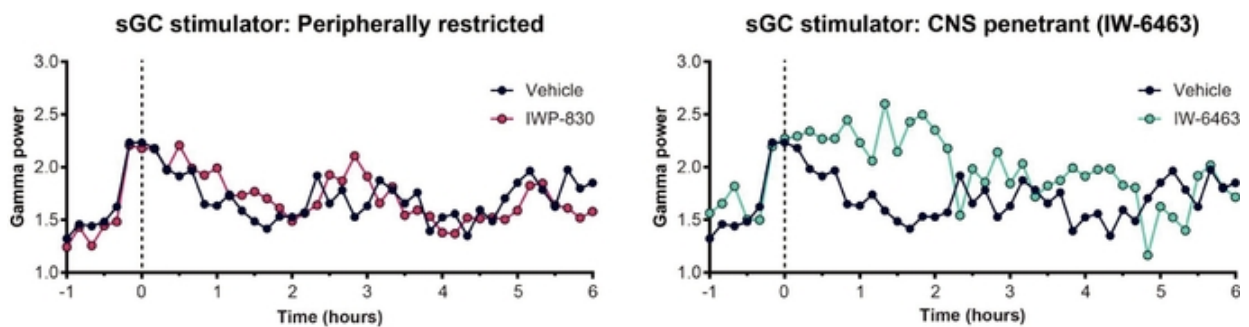 sGC stimulator: Peripherally restricted
3.0
2.5
2.0
1.5
1.0
Gamma power
Vehicle
IWP-830
-1 0 1 2 3 4 5 6
Time (hours)
sGC stimulator: CNS penetrant (IW-6463)
3.0
2.5
2.0
1.5
1.0
Gamma power
Vehicle
IW-6463
-1 0 1 2 3 4 5 6
Time (hours)